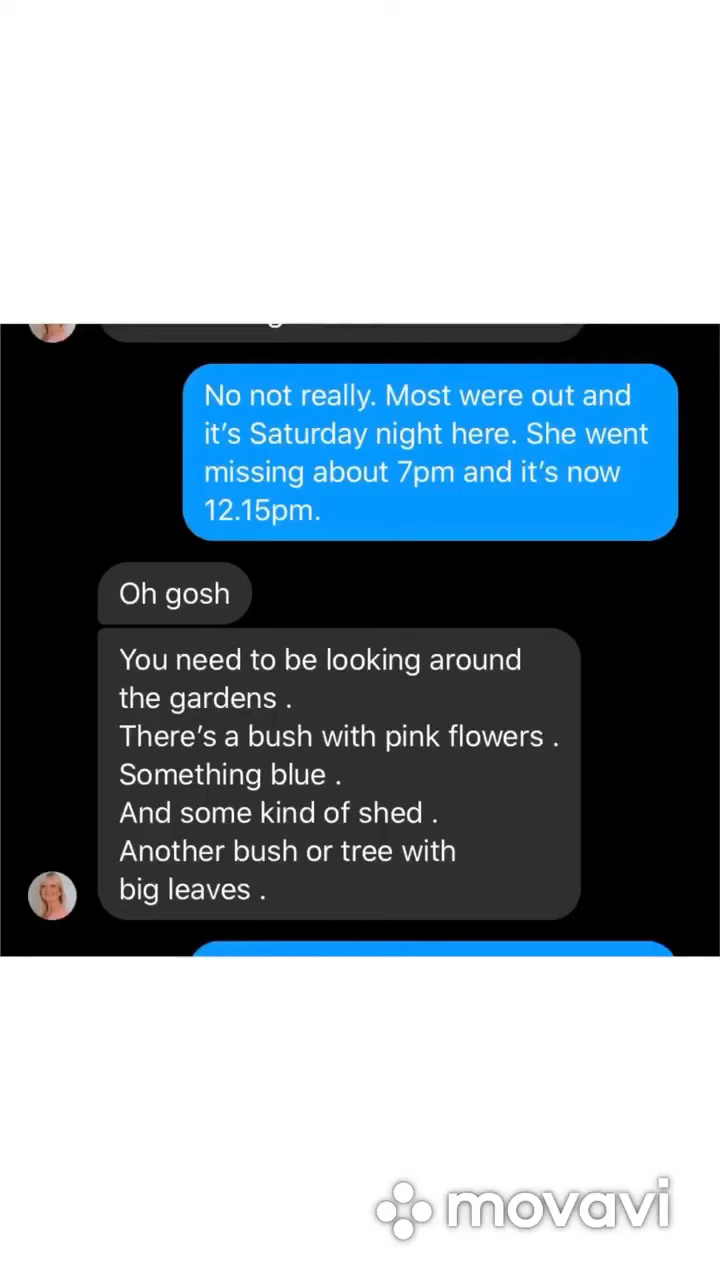 No not really. Most were out and
it’s Saturday night here. She went
missing about 7pm and it’s now
12.15pm.
Oh gosh
You need to be looking around
the gardens .
There’s a bush with pink flowers .
Something blue .
And some kind of shed .
Another bush or tree with
big leaves .
movavi